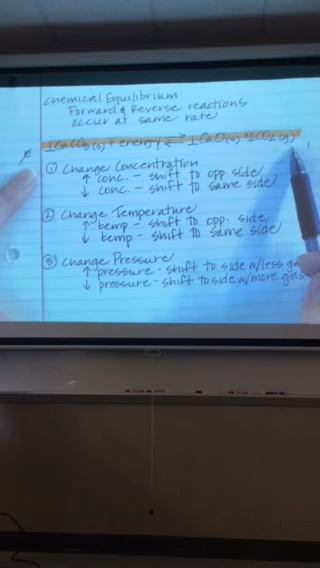 Chemical Equilibrium
Forward & Reverse reactions
occur at same rate
1CaCO3(s) + energy ⇄ 1CaO(s) + 1CO2(g)
① Change Concentration
↑ conc. - shift to opp. side
↓ conc. - shift to same side
② Change Temperature
↑ temp - shift to opp. side
↓ temp - shift to same side
③ Change Pressure
↑ pressure - shift to side w/less
↓ pressure - shift to side w/more gas